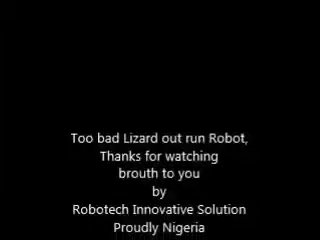 Too bad Lizard out run Robot,
Thanks for watching
brouth to you
by
Robotech Innovative Solution
Proudly Nigeria